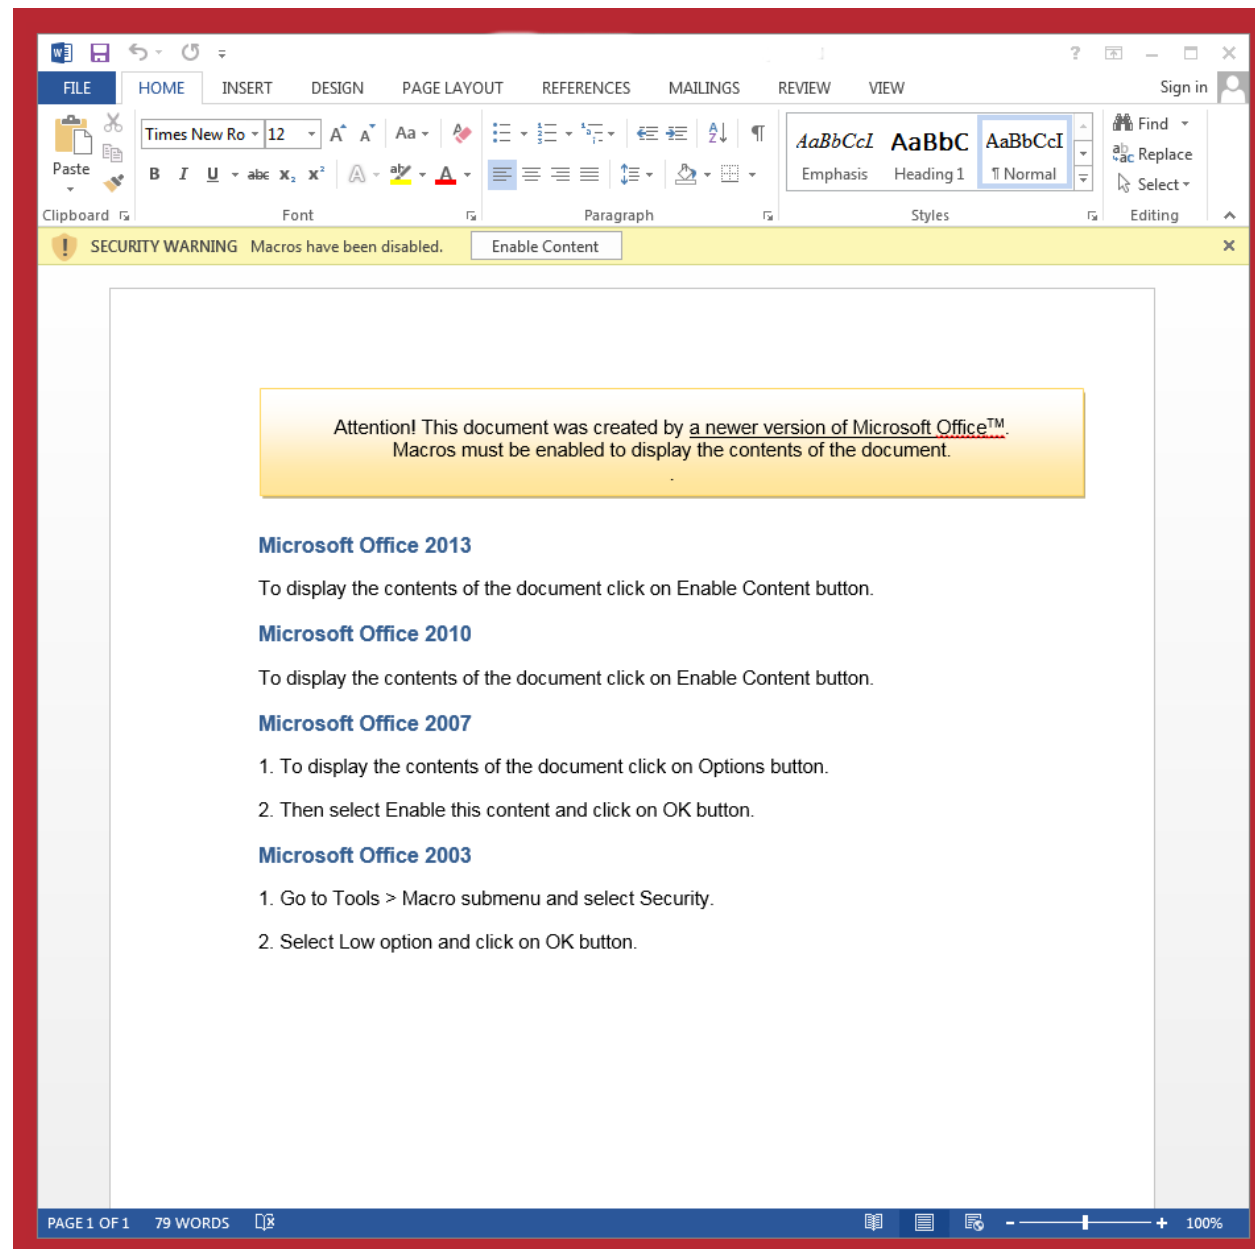 FILE HOME INSERT DESIGN PAGE LAYOUT REFERENCES MAILINGS REVIEW VIEW Sign in
Paste
Times New Ro 12
Aa
AaBbCcI AaBbC AaBbCcI
Emphasis Heading 1 ¶ Normal
Find
Replace
Select
Clipboard Font Paragraph Styles Editing
SECURITY WARNING Macros have been disabled. Enable Content
Attention! This document was created by a newer version of Microsoft Office™.
Macros must be enabled to display the contents of the document.
.
Microsoft Office 2013
To display the contents of the document click on Enable Content button.
Microsoft Office 2010
To display the contents of the document click on Enable Content button.
Microsoft Office 2007
1. To display the contents of the document click on Options button.
2. Then select Enable this content and click on OK button.
Microsoft Office 2003
1. Go to Tools > Macro submenu and select Security.
2. Select Low option and click on OK button.
PAGE 1 OF 1 79 WORDS 100%